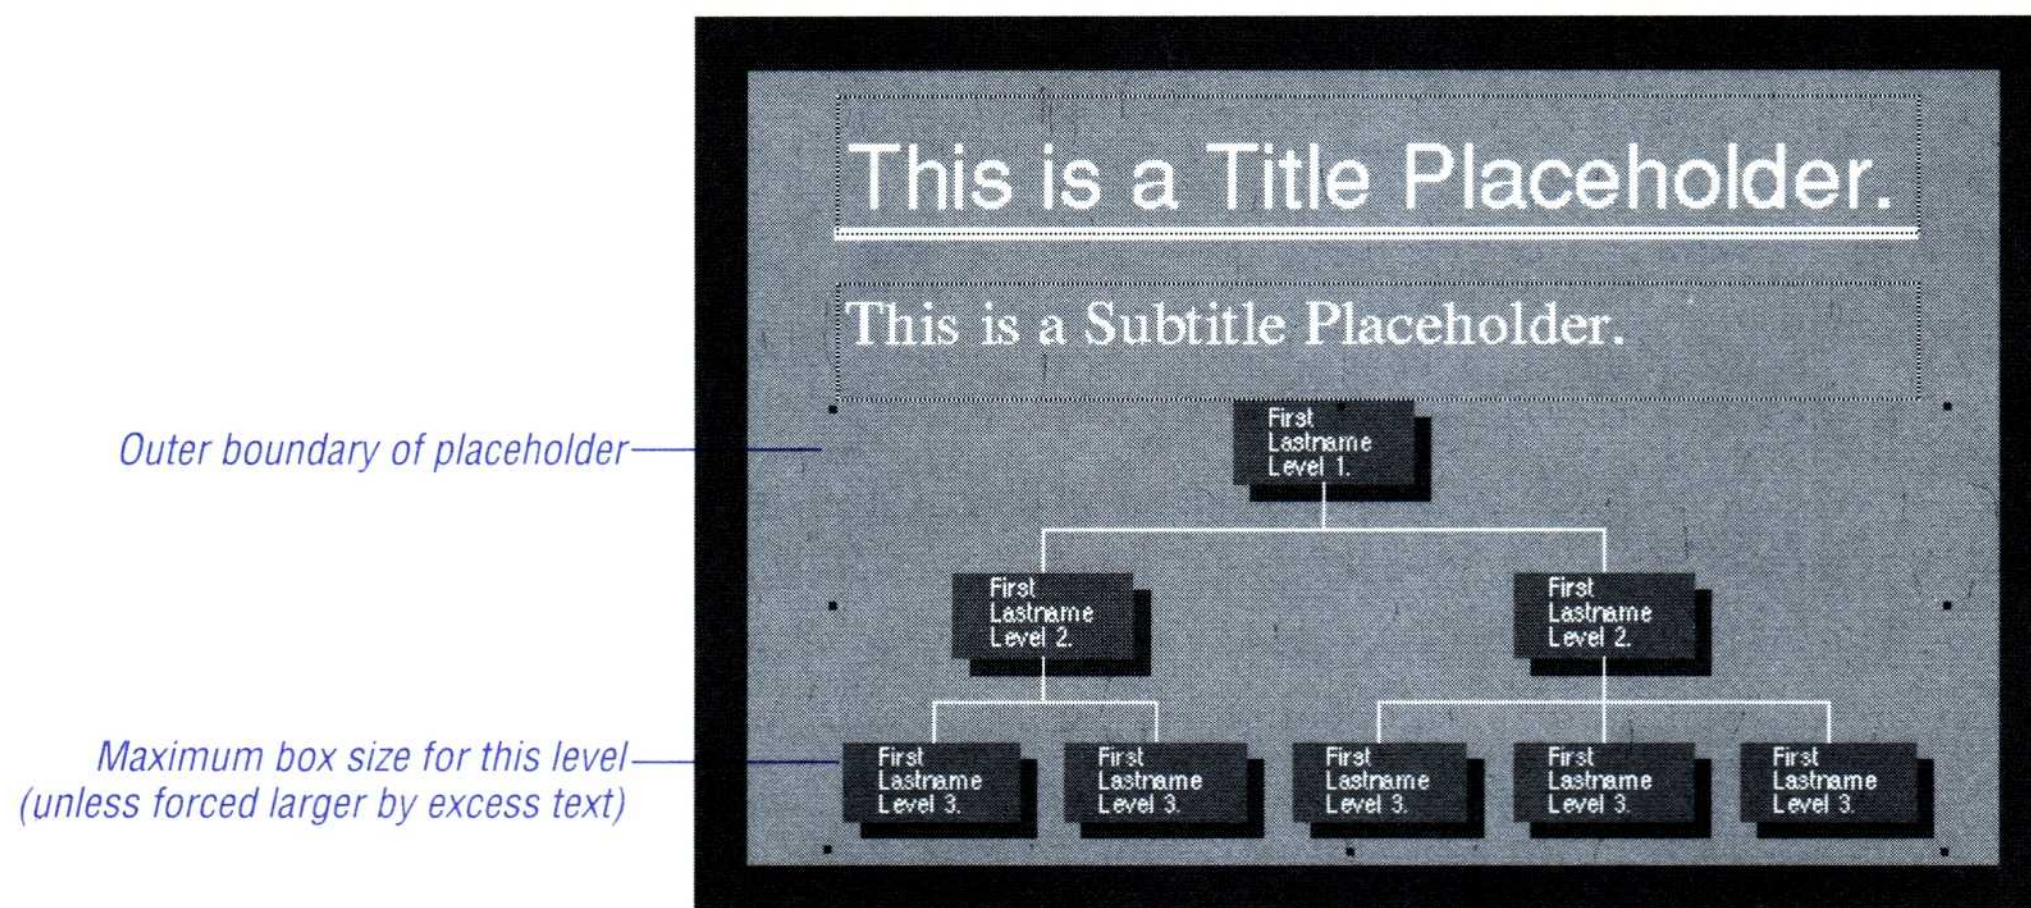 This is a Title Placeholder.
This is a Subtitle Placeholder.
Outer boundary of placeholder
First
Lastname
Level 1.
First
Lastname
Level 2.
First
Lastname
Level 2.
Maximum box size for this level
(unless forced larger by excess text)
First
Lastname
Level 3.
First
Lastname
Level 3.
First
Lastname
Level 3.
First
Lastname
Level 3.
First
Lastname
Level 3.